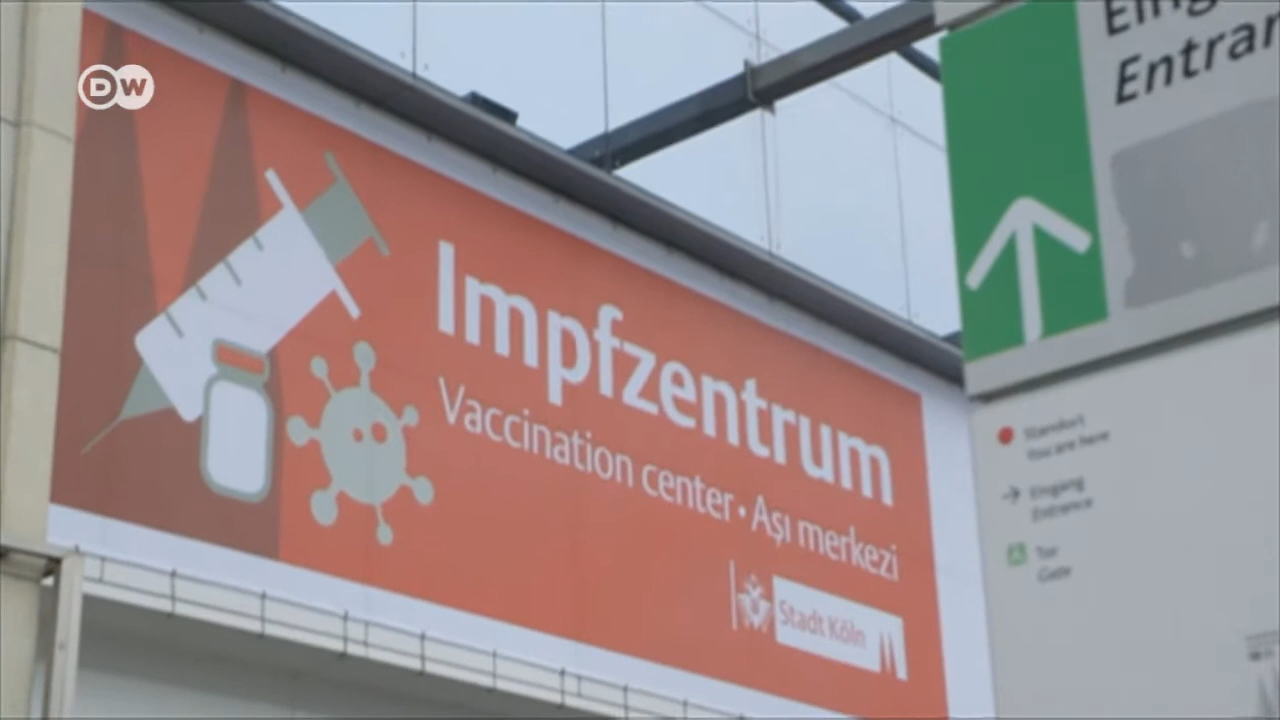 DW
Impfzentrum
Vaccination center • Aşı merkezi
Stadt Köln
Entran
Standort
You are here
Eingang
Entrance
Tor
Gate